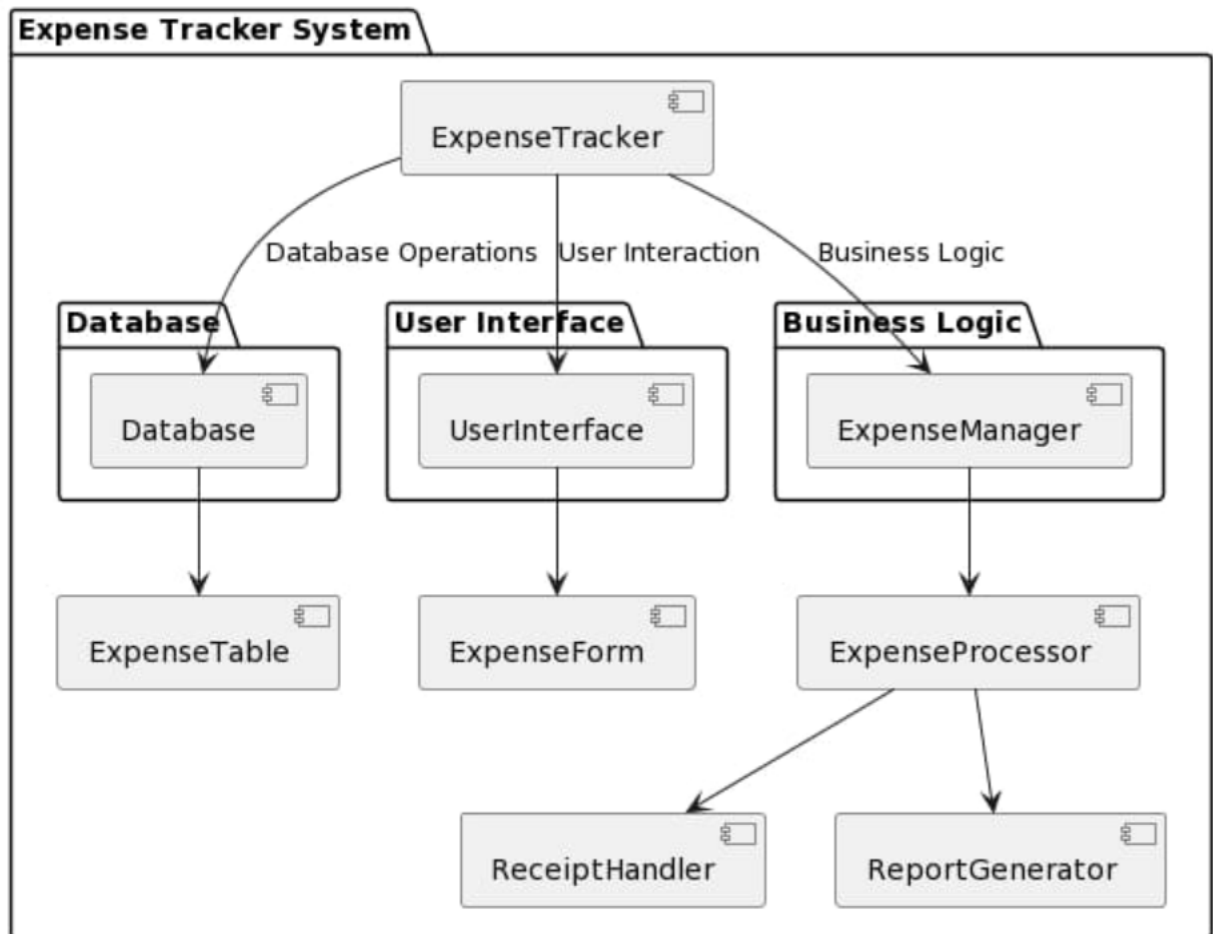 Expense Tracker System
ExpenseTracker
Database Operations
User Interaction
Business Logic
Database
User Interface
Business Logic
Database
UserInterface
ExpenseManager
ExpenseTable
ExpenseForm
ExpenseProcessor
ReceiptHandler
ReportGenerator